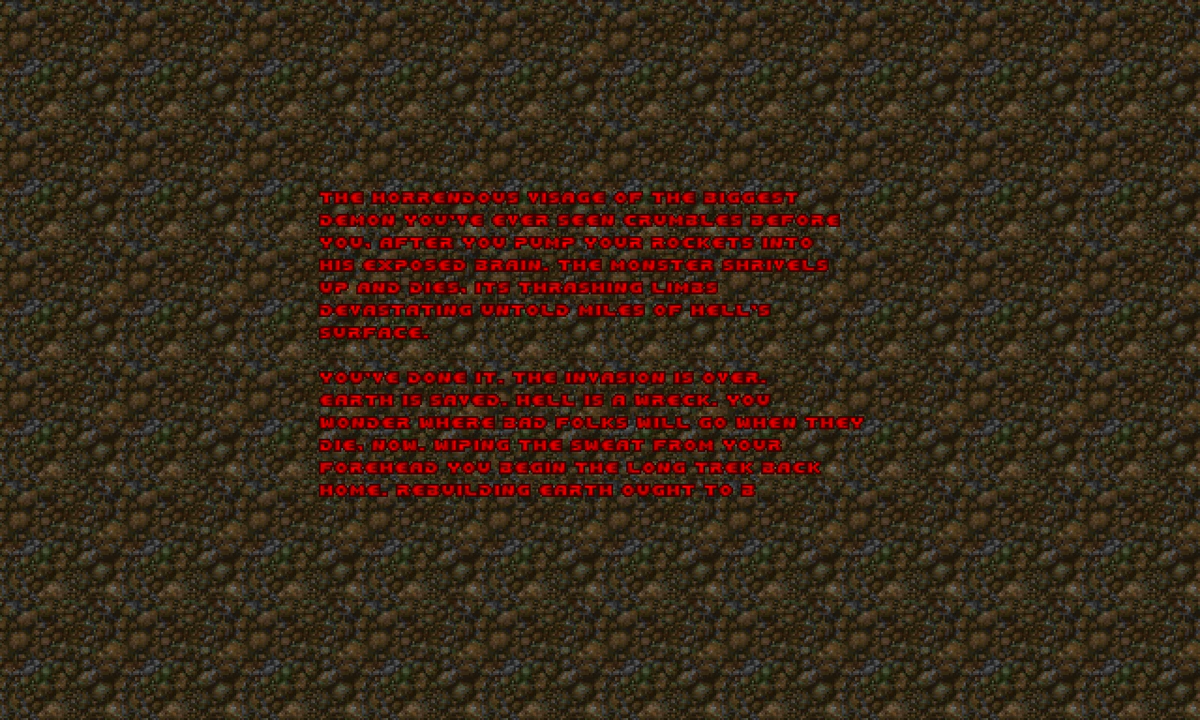 THE HORRENDOUS VISAGE OF THE BIGGEST
DEMON YOU'VE EVER SEEN CRUMBLES BEFORE
YOU, AFTER YOU PUMP YOUR ROCKETS INTO
HIS EXPOSED BRAIN. THE MONSTER SHRIVELS
UP AND DIES, ITS THRASHING LIMBS
DEVASTATING UNTOLD MILES OF HELL'S
SURFACE.

YOU'VE DONE IT. THE INVASION IS OVER.
EARTH IS SAVED. HELL IS A WRECK. YOU
WONDER WHERE BAD FOLKS WILL GO WHEN THEY
DIE, NOW. WIPING THE SWEAT FROM YOUR
FOREHEAD YOU BEGIN THE LONG TREK BACK
HOME. REBUILDING EARTH OUGHT TO B